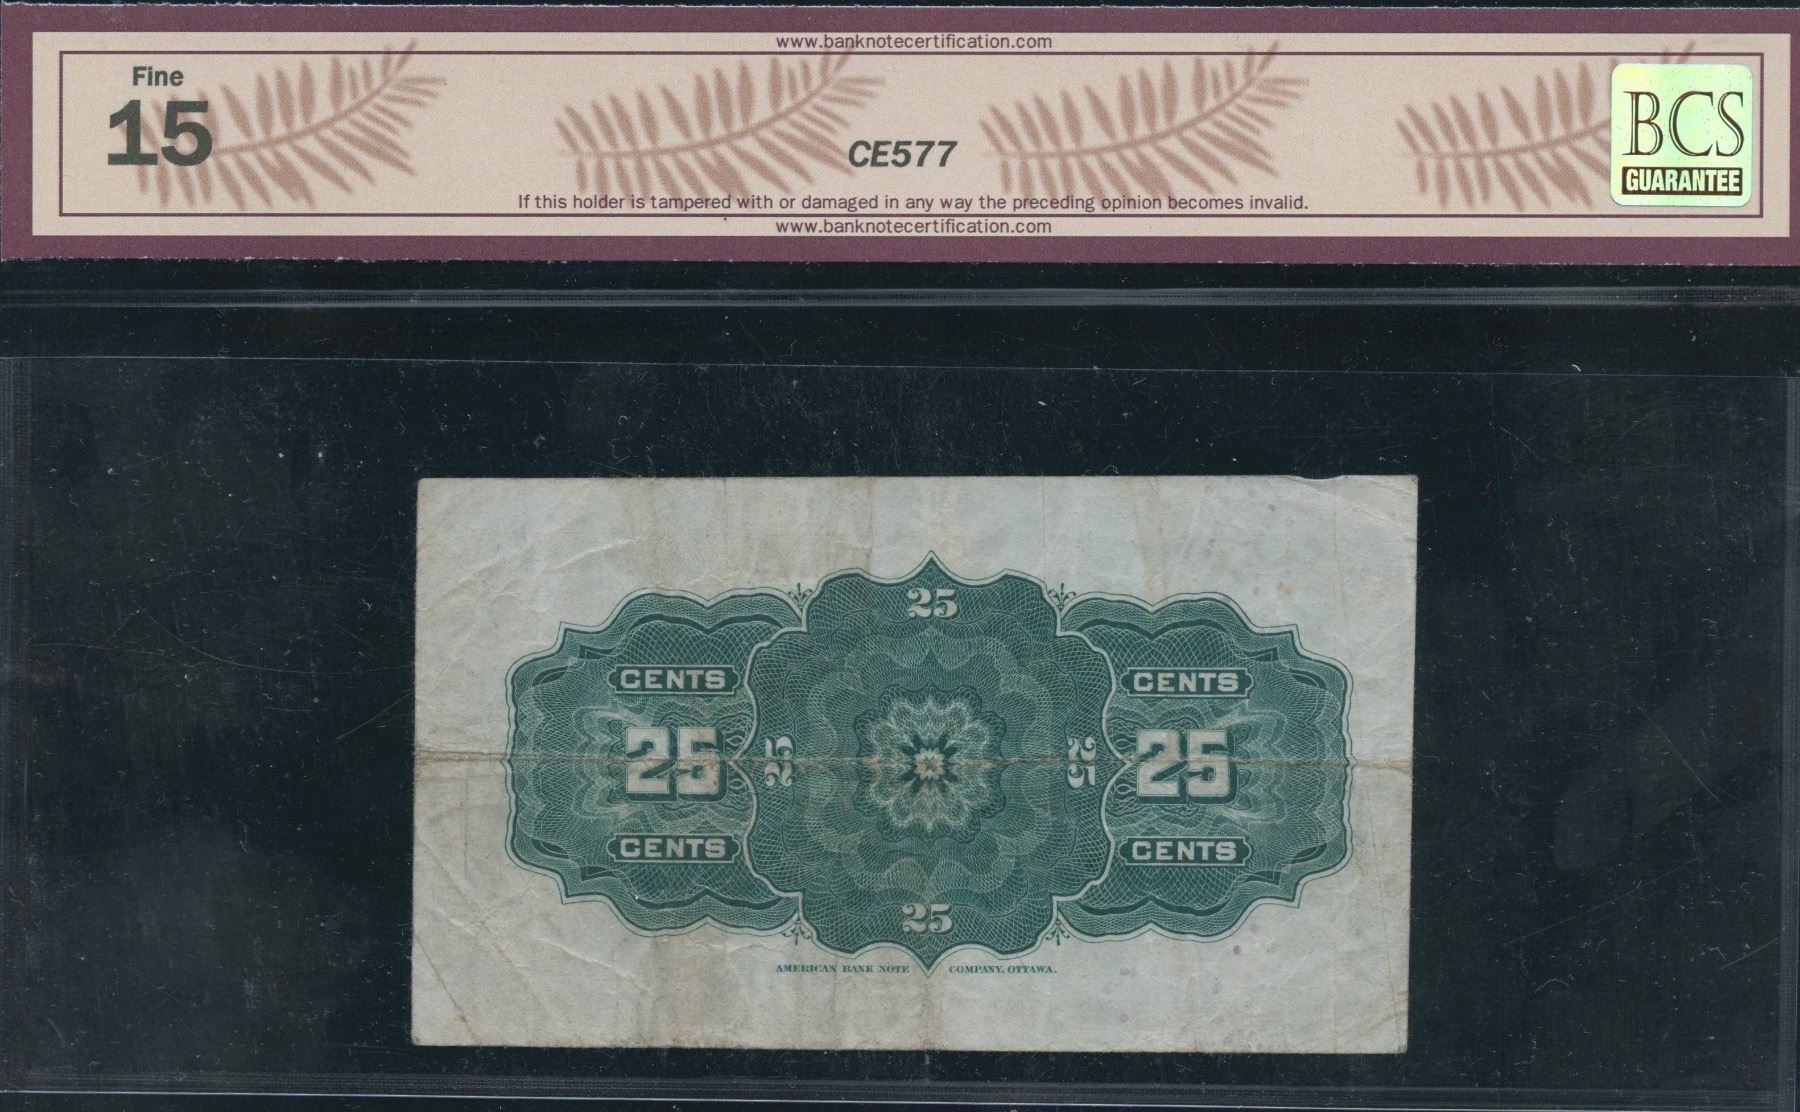 www.banknotecertification.com
Fine
15
CE577
BCS
GUARANTEE
If this holder is tampered with or damaged in any way the preceding opinion becomes invalid.
www.banknotecertification.com
25
CENTS CENTS
25 25 25 25
CENTS CENTS
25
AMERICAN BANK NOTE COMPANY, OTTAWA.